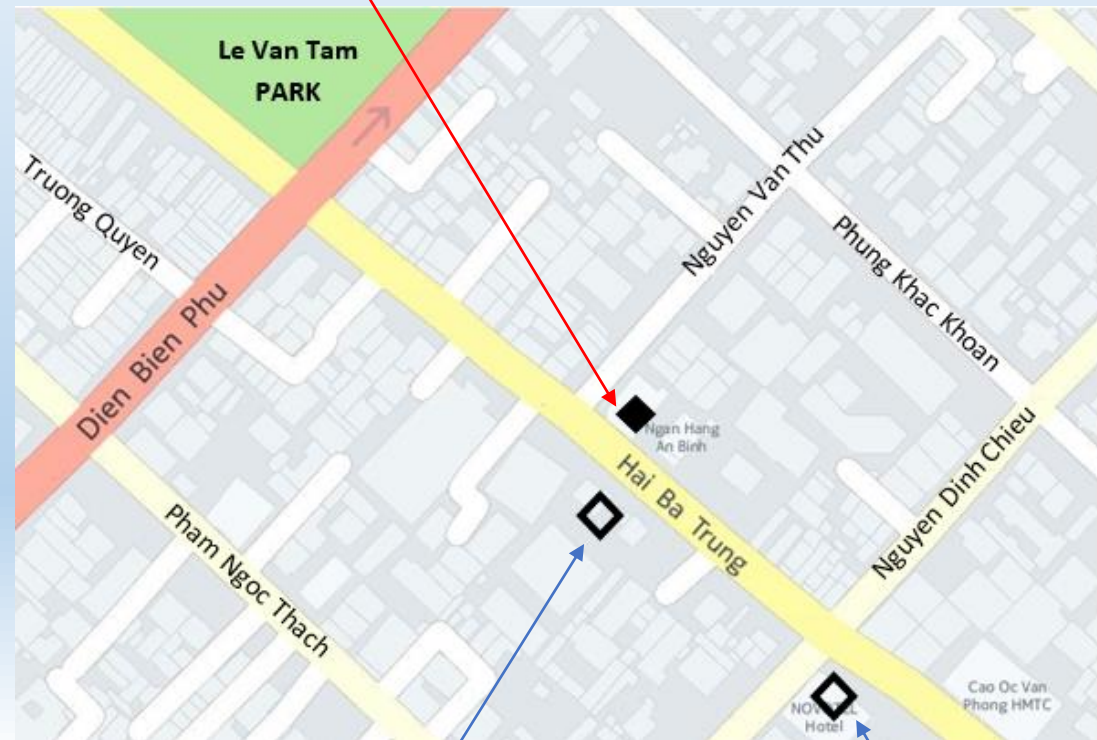 Le Van Tam
PARK
Truong Quyen
Dien Bien Phu
Nguyen Van Thu
Phung Khac Khoan
Ngan Hang
An Binh
Hai Ba Trung
Nguyen Dinh Chieu
Pham Ngoc Thach
Cao Oc Van
Phong HMTC
Hotel